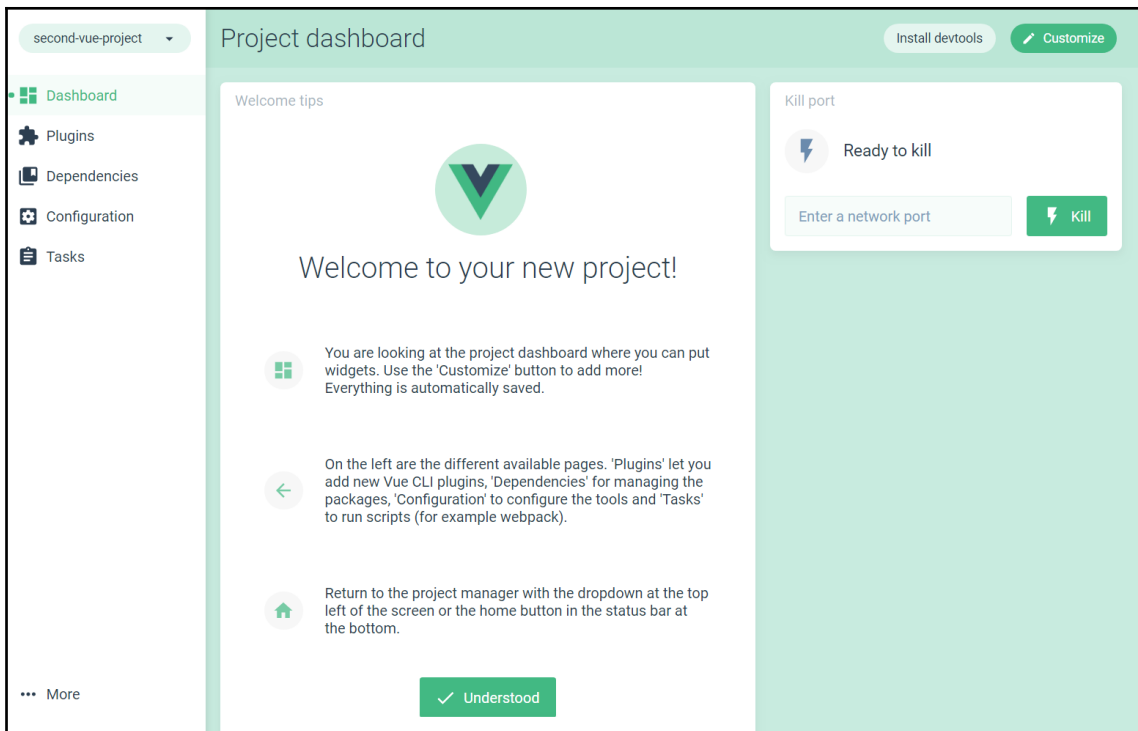 second-vue-project
Project dashboard
Install devtools
Customize
Dashboard
Plugins
Dependencies
Configuration
Tasks
More
Welcome tips
Welcome to your new project!
You are looking at the project dashboard where you can put
widgets. Use the 'Customize' button to add more!
Everything is automatically saved.
On the left are the different available pages. 'Plugins' let you
add new Vue CLI plugins, 'Dependencies' for managing the
packages, 'Configuration' to configure the tools and 'Tasks'
to run scripts (for example webpack).
Return to the project manager with the dropdown at the top
left of the screen or the home button in the status bar at
the bottom.
Understood
Kill port
Ready to kill
Enter a network port
Kill